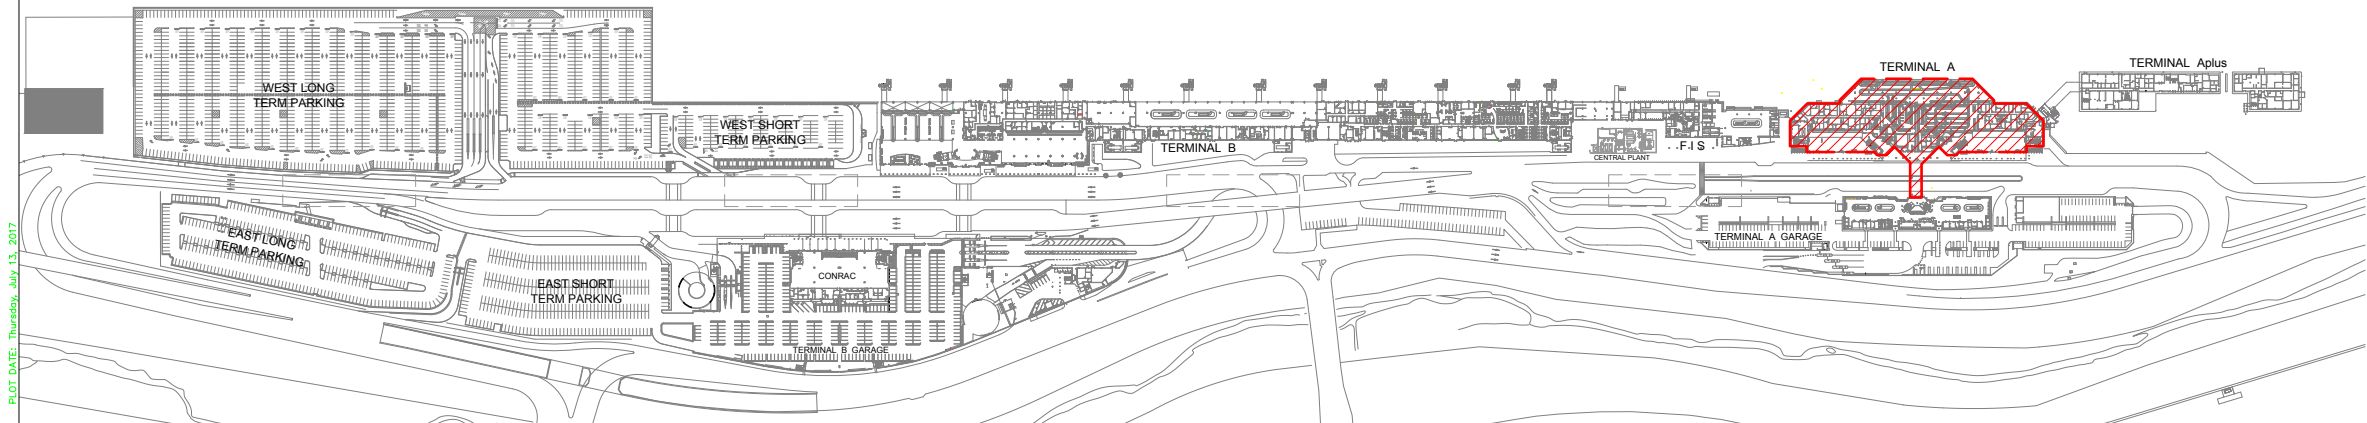 TERMINAL A
TERMINAL Aplus
WEST LONG
TERM PARKING
WEST SHORT
TERM PARKING
TERMINAL B
F I S
CENTRAL PLANT
EAST LONG
TERM PARKING
TERMINAL A GARAGE
CONRAC
EAST SHORT
TERM PARKING
TERMINAL B GARAGE
PLOT DATE: Thursday, July 13, 2017